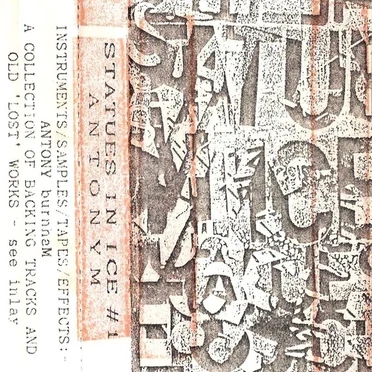 STATUES IN ICE #1
ANTONYM
INSTRUMENTS/SAMPLES/TAPES/EFFECTS:-
ANTONY burnhaM
A COLLECTION OF BACKING TRACKS AND
OLD 'LOST' WORKS - see inlay